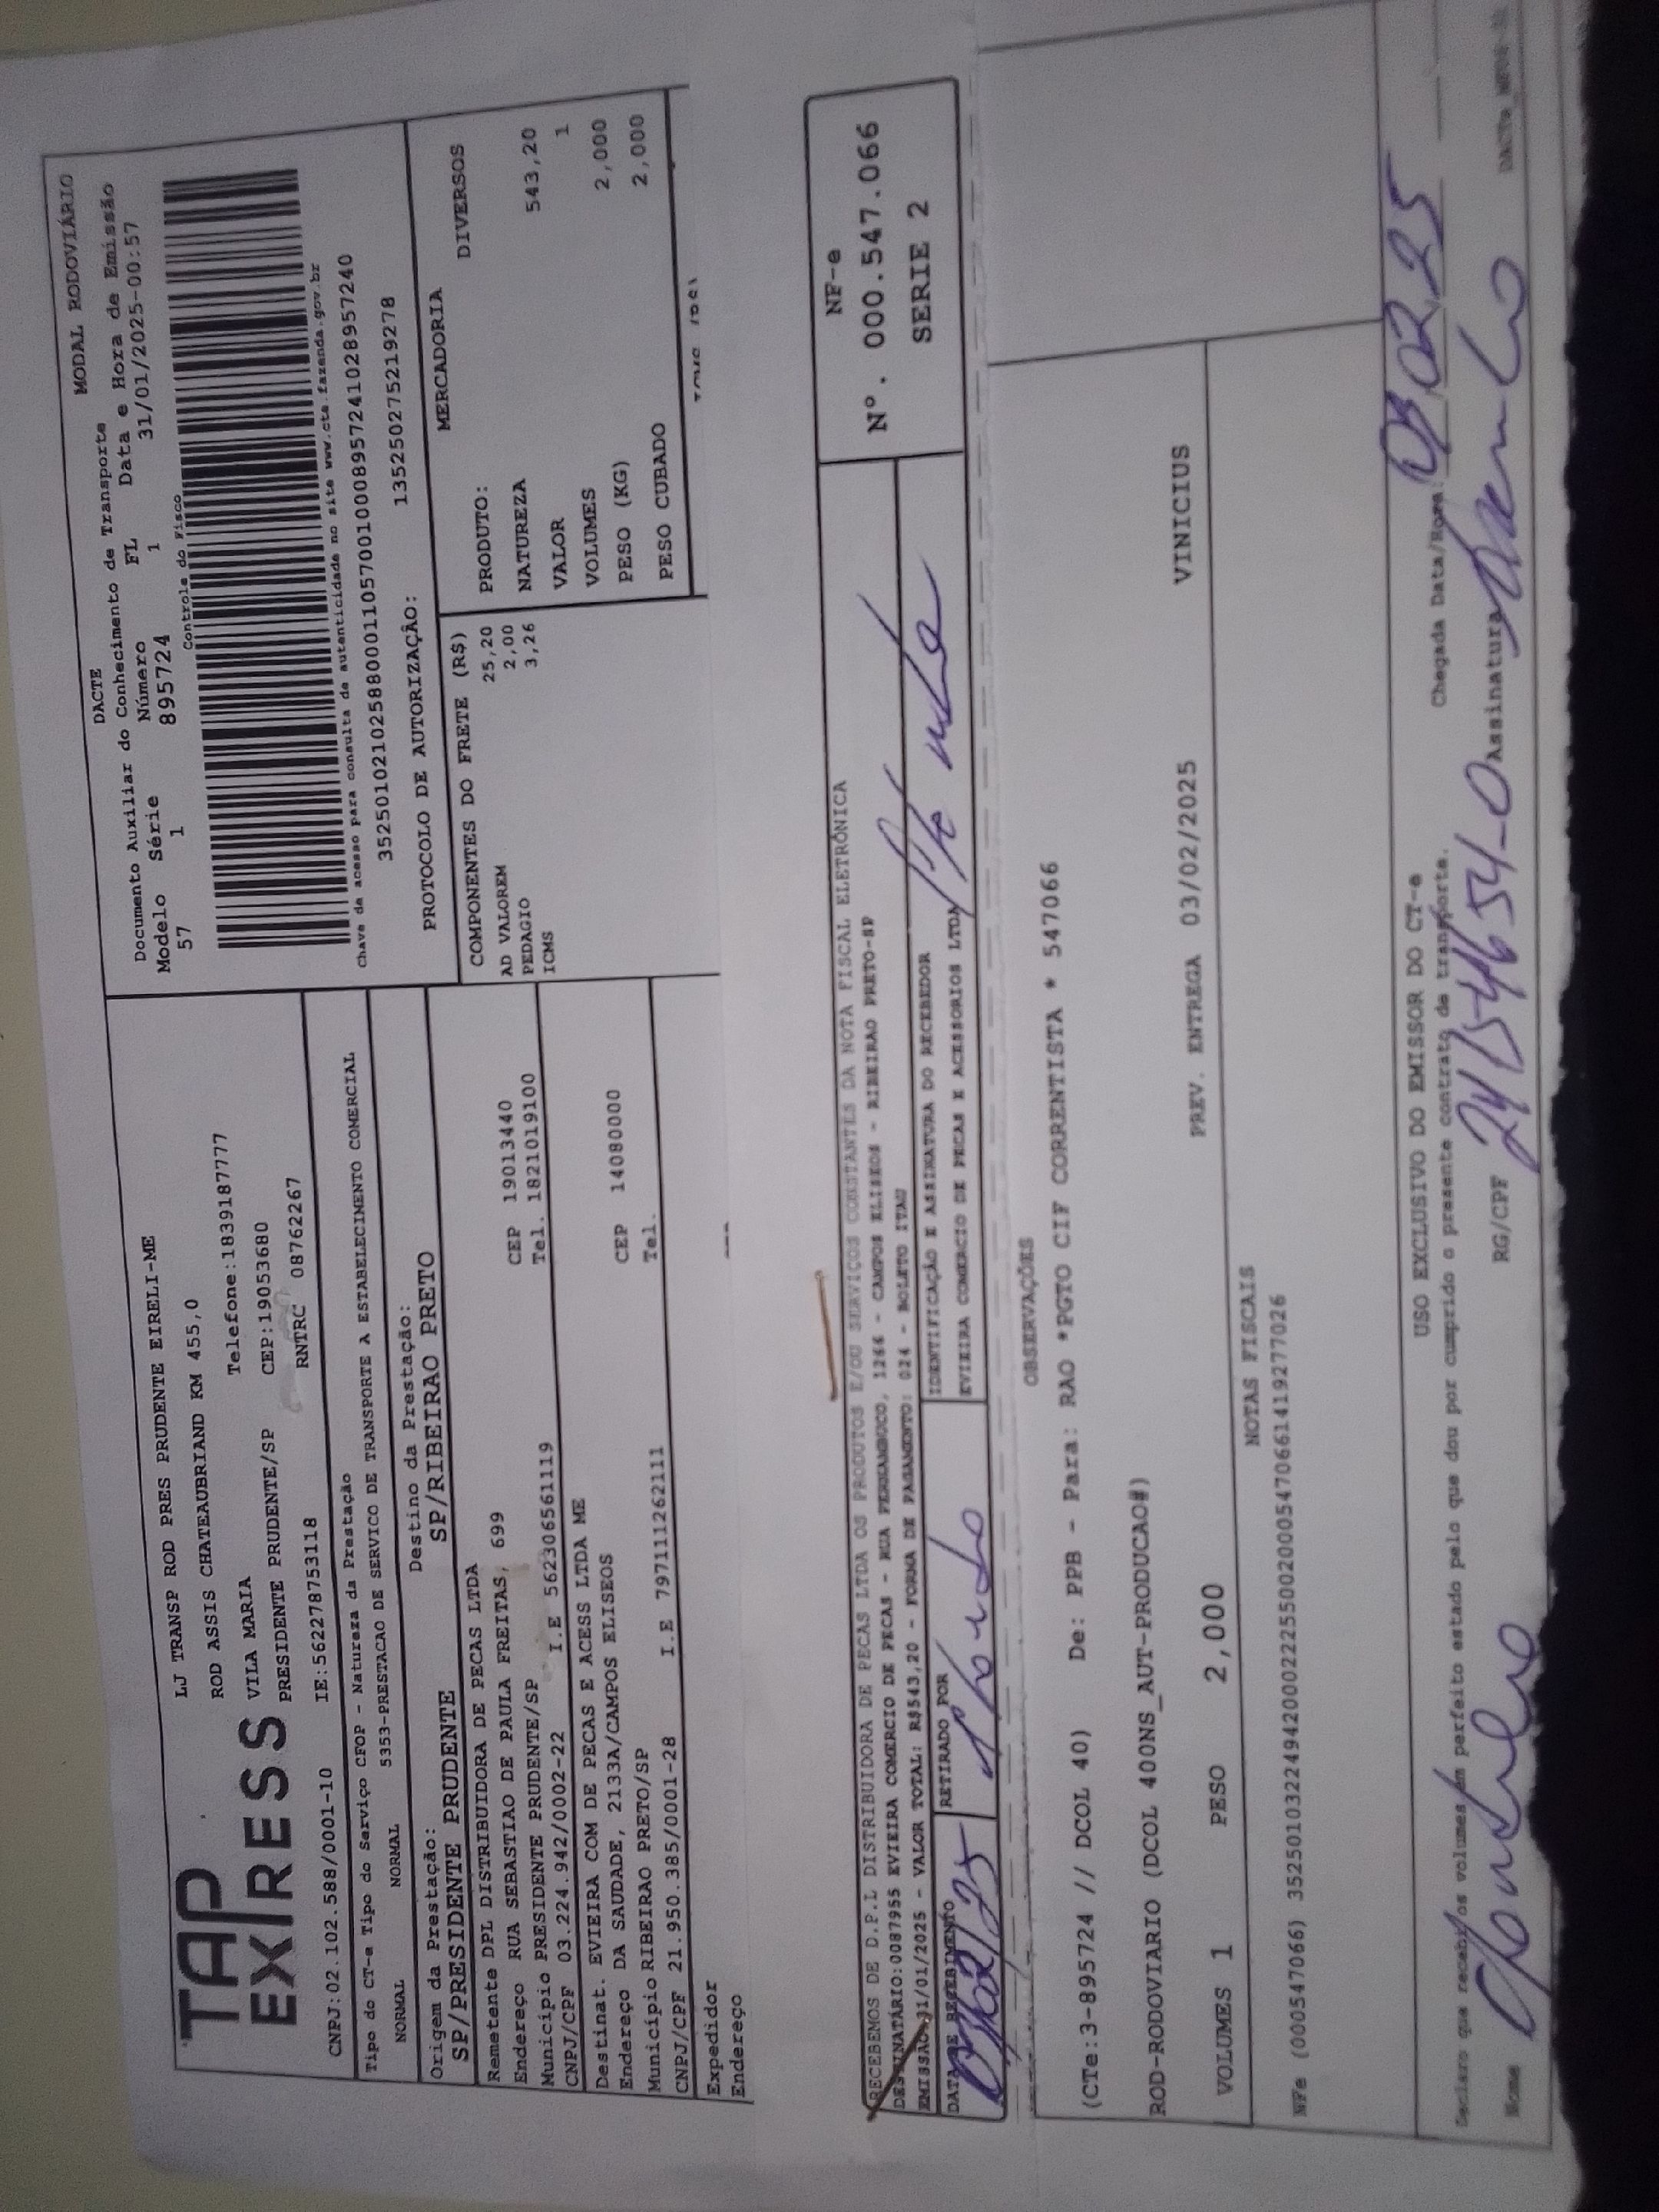 TAP
EXPRESS
LJ TRANSP ROD PRES PRUDENTE EIRELI-ME
ROD ASSIS CHATEAUBRIAND KM 455,0
Telefone:1839187777
VILA MARIA
PRESIDENTE PRUDENTE/SP CEP:19053680
CNPJ:02.102.588/0001-10 IE:562278753118 RNTRC 08762267
DACTE MODAL RODOVIÁRIO
Documento Auxiliar do Conhecimento de Transporte
Modelo Série Número FL Data e Hora de Emissão
57 1 895724 1 31/01/2025-00:57
Controle do Fisco
Chave de acesso para consulta de autenticidade no site www.cte.fazenda.gov.br
35250102102588000110570010008957241028957240
PROTOCOLO DE AUTORIZAÇÃO: 135250275219278
Tipo do CT-e Tipo do Serviço CFOP - Natureza da Prestação
NORMAL NORMAL 5353-PRESTACAO DE SERVICO DE TRANSPORTE A ESTABELECIMENTO COMERCIAL
Origem da Prestação: Destino da Prestação:
SP/PRESIDENTE PRUDENTE SP/RIBEIRAO PRETO
Remetente DPL DISTRIBUIDORA DE PECAS LTDA
Endereço RUA SEBASTIAO DE PAULA FREITAS, 699 CEP 19013440
Município PRESIDENTE PRUDENTE/SP Tel. 1821019100
CNPJ/CPF 03.224.942/0002-22 I.E 562306561119
Destinat. EVIEIRA COM DE PECAS E ACESS LTDA ME
Endereço DA SAUDADE, 2133A/CAMPOS ELISEOS CEP 14080000
Município RIBEIRAO PRETO/SP Tel.
CNPJ/CPF 21.950.385/0001-28 I.E 797111262111
Expedidor
Endereço
COMPONENTES DO FRETE (R$)
AD VALOREM 25,20
PEDAGIO 2,00
ICMS 3,26
MERCADORIA
PRODUTO: DIVERSOS
NATUREZA
VALOR 543,20
VOLUMES 1
PESO (KG) 2,000
PESO CUBADO 2,000
RECEBEMOS DE D.P.L DISTRIBUIDORA DE PECAS LTDA OS PRODUTOS E/OU SERVIÇOS CONSTANTES DA NOTA FISCAL ELETRÔNICA
DESTINATÁRIO:0087955 EVIEIRA COMERCIO DE PECAS - RUA PERNAMBUCO, 1266 - CAMPOS ELISEOS - RIBEIRAO PRETO-SP
EMISSÃO:31/01/2025 - VALOR TOTAL: R$543,20 - FORMA DE PAGAMENTO: 024 - BOLETO ITAU
DATA DE RECEBIMENTO RETIRADO POR IDENTIFICAÇÃO E ASSINATURA DO RECEBEDOR
EVIEIRA COMERCIO DE PECAS E ACESSORIOS LTDA
NF-e
Nº. 000.547.066
SERIE 2
OBSERVAÇÕES
(CTe:3-895724 // DCOL 40) De: PPB - Para: RAO *PGTO CIF CORRENTISTA * 547066
ROD-RODOVIARIO (DCOL 400NS_AUT-PRODUCAO#)
VOLUMES 1 PESO 2,000 PREV. ENTREGA 03/02/2025 VINICIUS
NOTAS FISCAIS
NFe (000547066) 35250103224942000222550020005470661419277026
USO EXCLUSIVO DO EMISSOR DO CT-e
Declaro que recebi os volumes em perfeito estado pelo que dou por cumprido o presente contrato de transporte.
Chegada Data/Hora:
Nome RG/CPF Assinatura